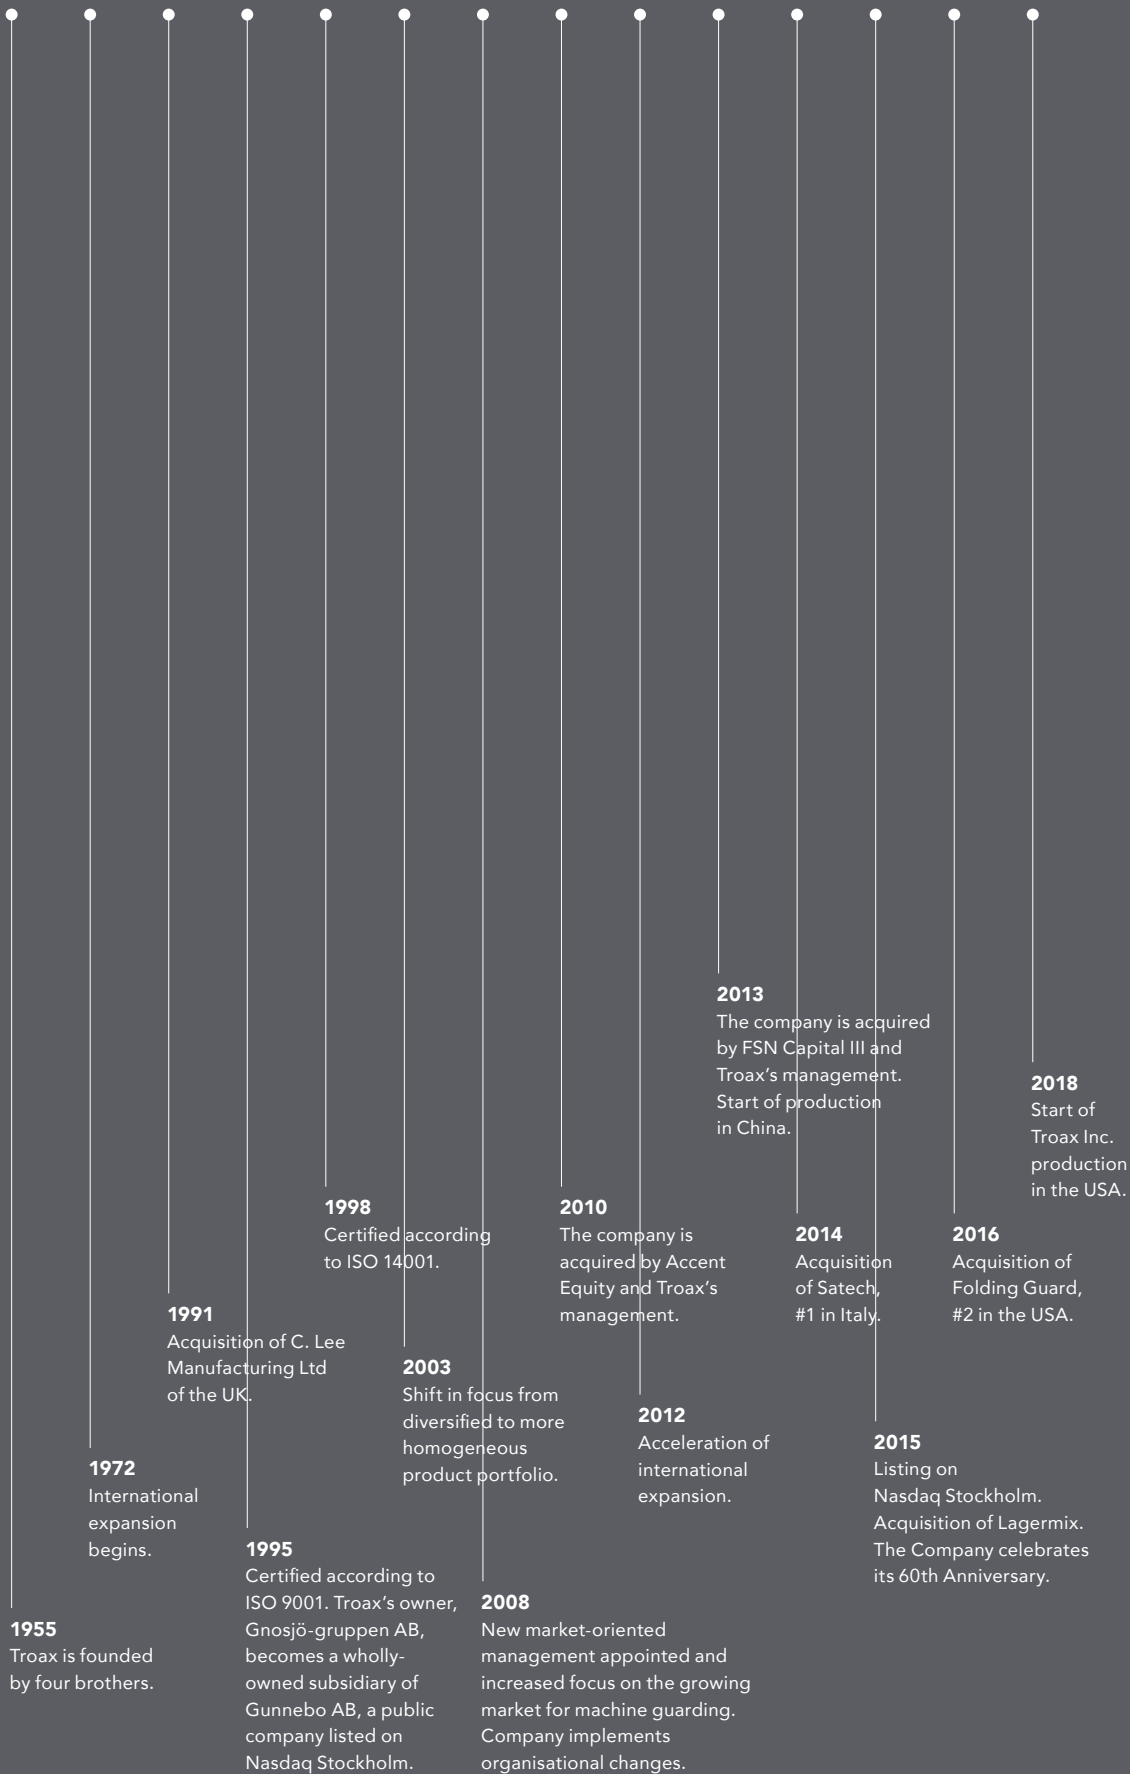 1955
Troax is founded
by four brothers.
1972
International
expansion
begins.
1991
Acquisition of C. Lee
Manufacturing Ltd
of the UK.
1995
Certified according to
ISO 9001. Troax’s owner,
Gnosjö-gruppen AB,
becomes a wholly-
owned subsidiary of
Gunnebo AB, a public
company listed on
Nasdaq Stockholm.
1998
Certified according
to ISO 14001.
2003
Shift in focus from
diversified to more
homogeneous
product portfolio.
2008
New market-oriented
management appointed and
increased focus on the growing
market for machine guarding.
Company implements
organisational changes.
2010
The company is
acquired by Accent
Equity and Troax’s
management.
2012
Acceleration of
international
expansion.
2013
The company is acquired
by FSN Capital III and
Troax’s management.
Start of production
in China.
2014
Acquisition
of Satech,
#1 in Italy.
2015
Listing on
Nasdaq Stockholm.
Acquisition of Lagermix.
The Company celebrates
its 60th Anniversary.
2016
Acquisition of
Folding Guard,
#2 in the USA.
2018
Start of
Troax Inc.
production
in the USA.